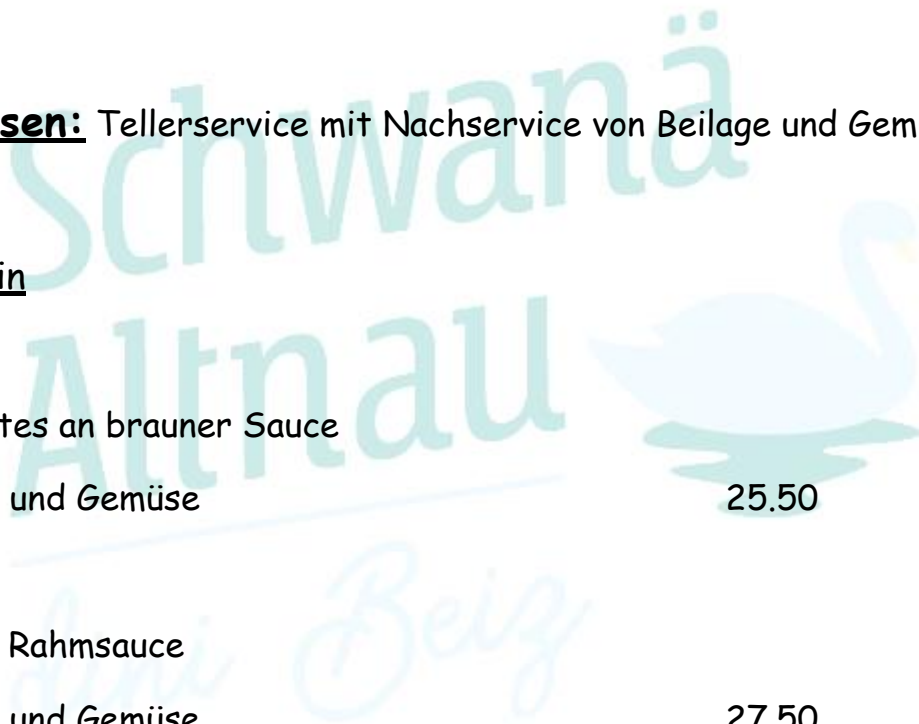 sen: Tellerservice mit Nachservice von Beilage und Gem
in
tes an brauner Sauce
und Gemüse 25.50
Rahmsauce
und Gemüse 27.50
Schwanä
Altnau
dini Beiz